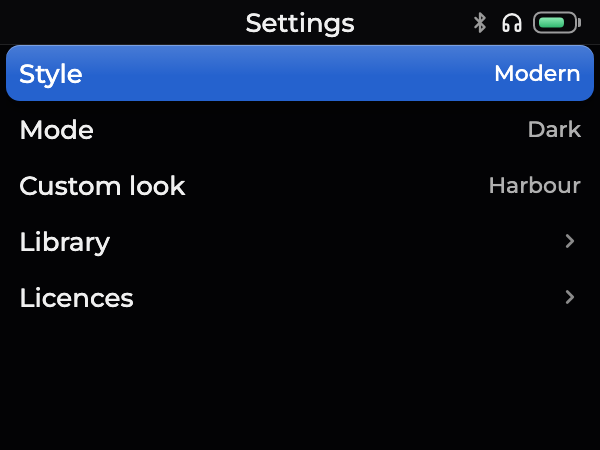 Settings
Style Modern
Mode Dark
Custom look Harbour
Library
Licences